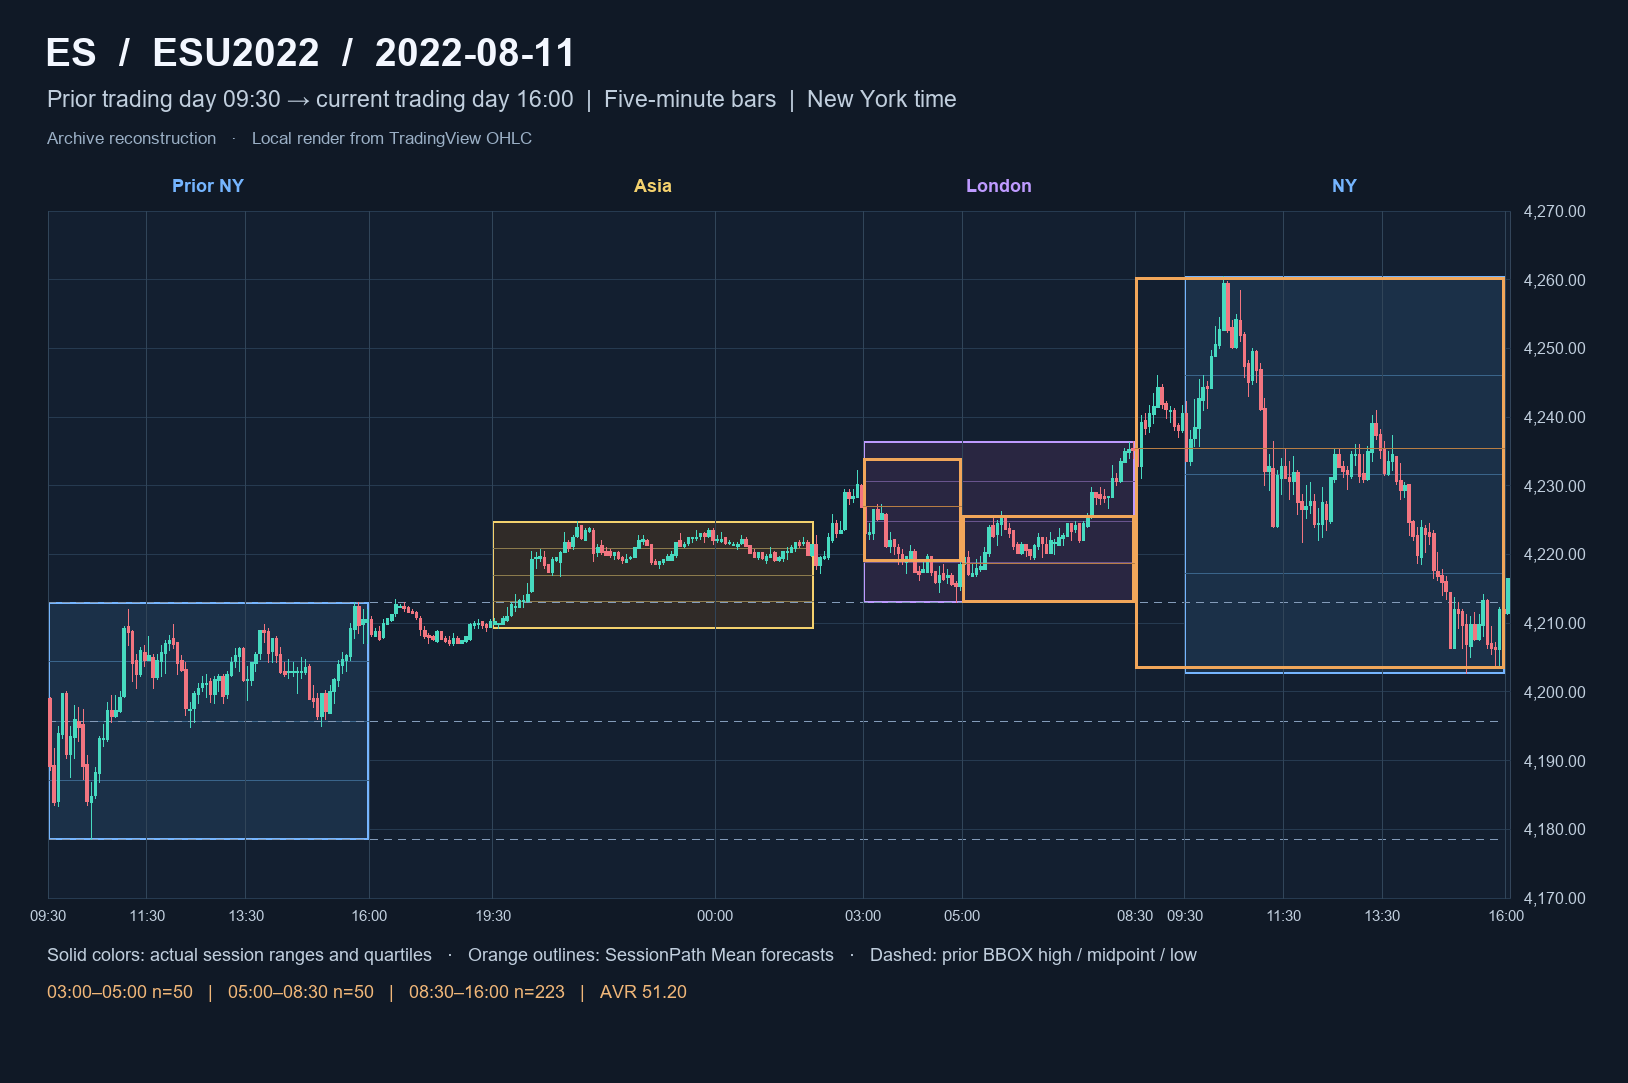 ES / ESU2022 / 2022-08-11
Prior trading day 09:30 → current trading day 16:00 | Five-minute bars | New York time
Archive reconstruction · Local render from TradingView OHLC
Prior NY Asia London NY
4,270.00
4,260.00
4,250.00
4,240.00
4,230.00
4,220.00
4,210.00
4,200.00
4,190.00
4,180.00
4,170.00
09:30 11:30 13:30 16:00 19:30 00:00 03:00 05:00 08:30 09:30 11:30 13:30 16:00
Solid colors: actual session ranges and quartiles · Orange outlines: SessionPath Mean forecasts · Dashed: prior BBOX high / midpoint / low
03:00–05:00 n=50 | 05:00–08:30 n=50 | 08:30–16:00 n=223 | AVR 51.20